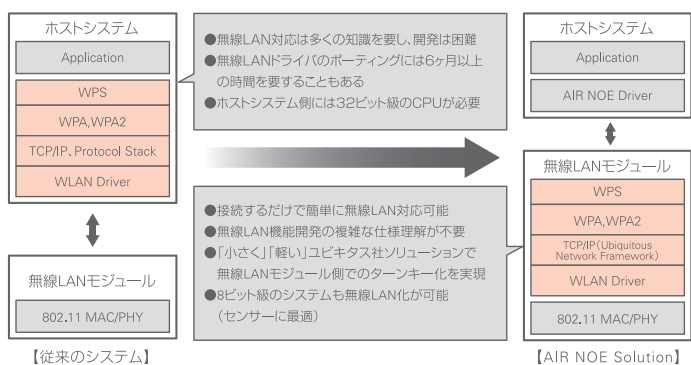 ホストシステム
Application
WPS
WPA,WPA2
TCP/IP、Protocol Stack
WLAN Driver
無線LANモジュール
802.11 MAC/PHY
【従来のシステム】
●無線LAN対応は多くの知識を要し、開発は困難
●無線LANドライバのポーティングには6ヶ月以上
の時間を要することもある
●ホストシステム側には32ビット級のCPUが必要
●接続するだけで簡単に無線LAN対応可能
●無線LAN機能開発の複雑な仕様理解が不要
●「小さく」「軽い」ユビキタス社ソリューションで
無線LANモジュール側でのターンキー化を実現
●8ビット級のシステムも無線LAN化が可能
（センサーに最適）
ホストシステム
Application
AIR NOE Driver
無線LANモジュール
WPS
WPA,WPA2
TCP/IP（Ubiquitous
Network Framework）
WLAN Driver
802.11 MAC/PHY
【AIR NOE Solution】